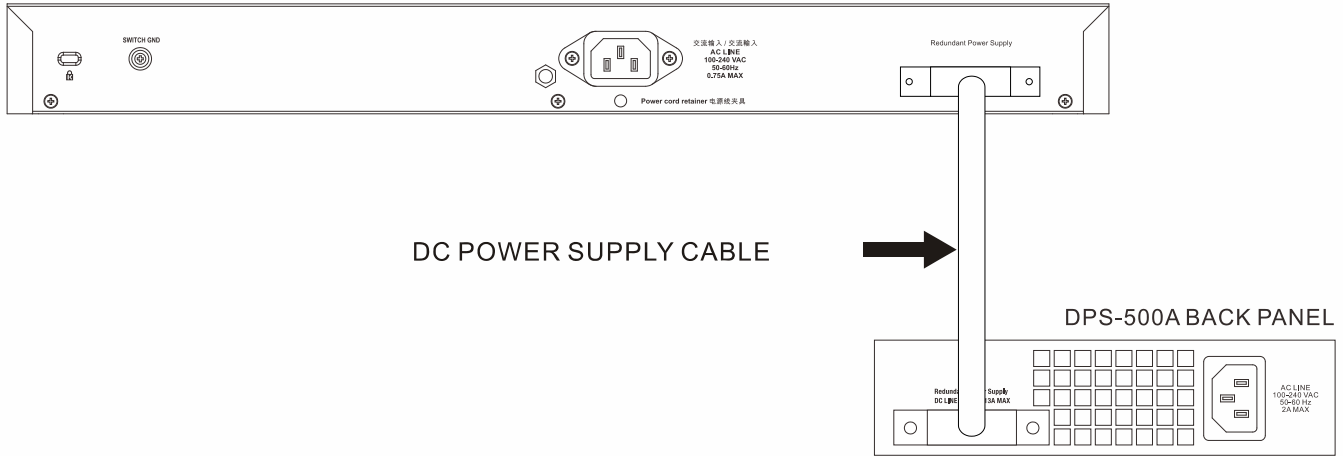 SWITCH GND
交流输入 / 交流輸入
AC LINE
100-240 VAC
50-60Hz
0.75A MAX
Power cord retainer 电源线夹具
Redundant Power Supply
DC POWER SUPPLY CABLE
DPS-500A BACK PANEL
Redunda Supply
DC LINE 13A MAX
AC LINE
100-240 VAC
50-60 Hz
2A MAX